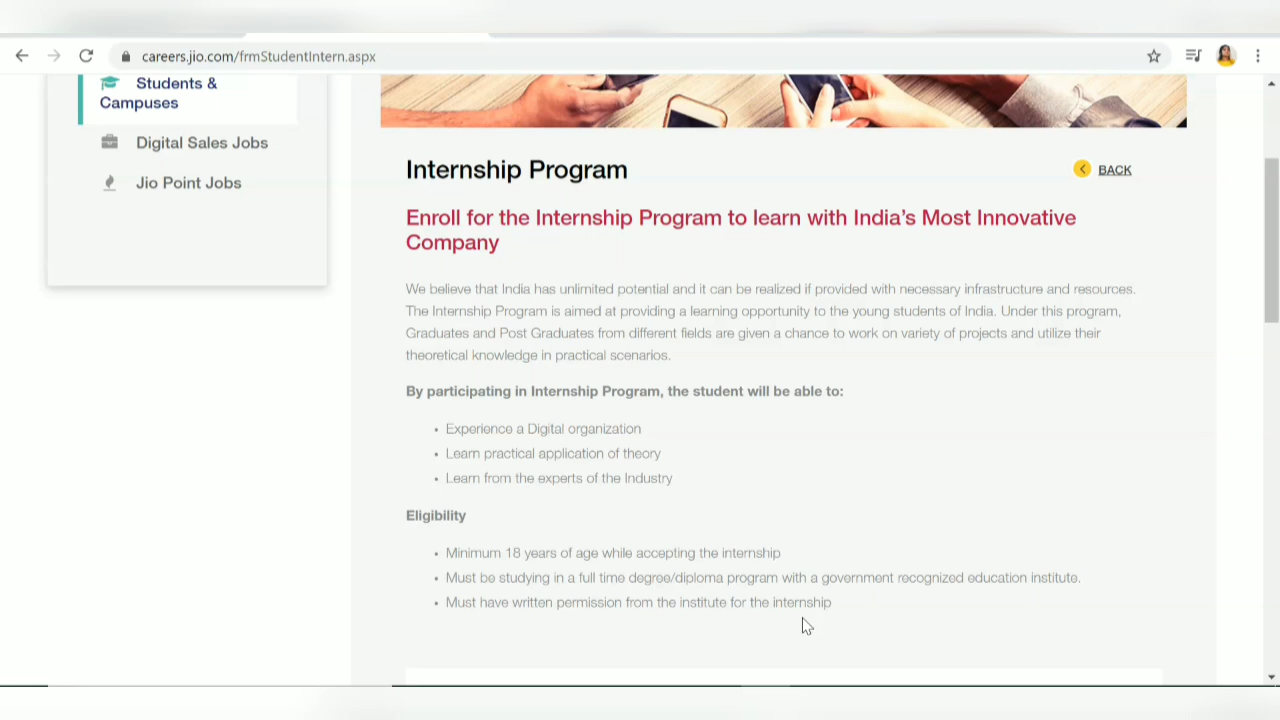 careers.jio.com/frmStudentIntern.aspx
Students &
Campuses
Digital Sales Jobs
Jio Point Jobs
Internship Program
BACK
Enroll for the Internship Program to learn with India’s Most Innovative
Company
We believe that India has unlimited potential and it can be realized if provided with necessary infrastructure and resources.
The Internship Program is aimed at providing a learning opportunity to the young students of India. Under this program,
Graduates and Post Graduates from different fields are given a chance to work on variety of projects and utilize their
theoretical knowledge in practical scenarios.
By participating in Internship Program, the student will be able to:
• Experience a Digital organization
• Learn practical application of theory
• Learn from the experts of the Industry
Eligibility
• Minimum 18 years of age while accepting the internship
• Must be studying in a full time degree/diploma program with a government recognized education institute.
• Must have written permission from the institute for the internship